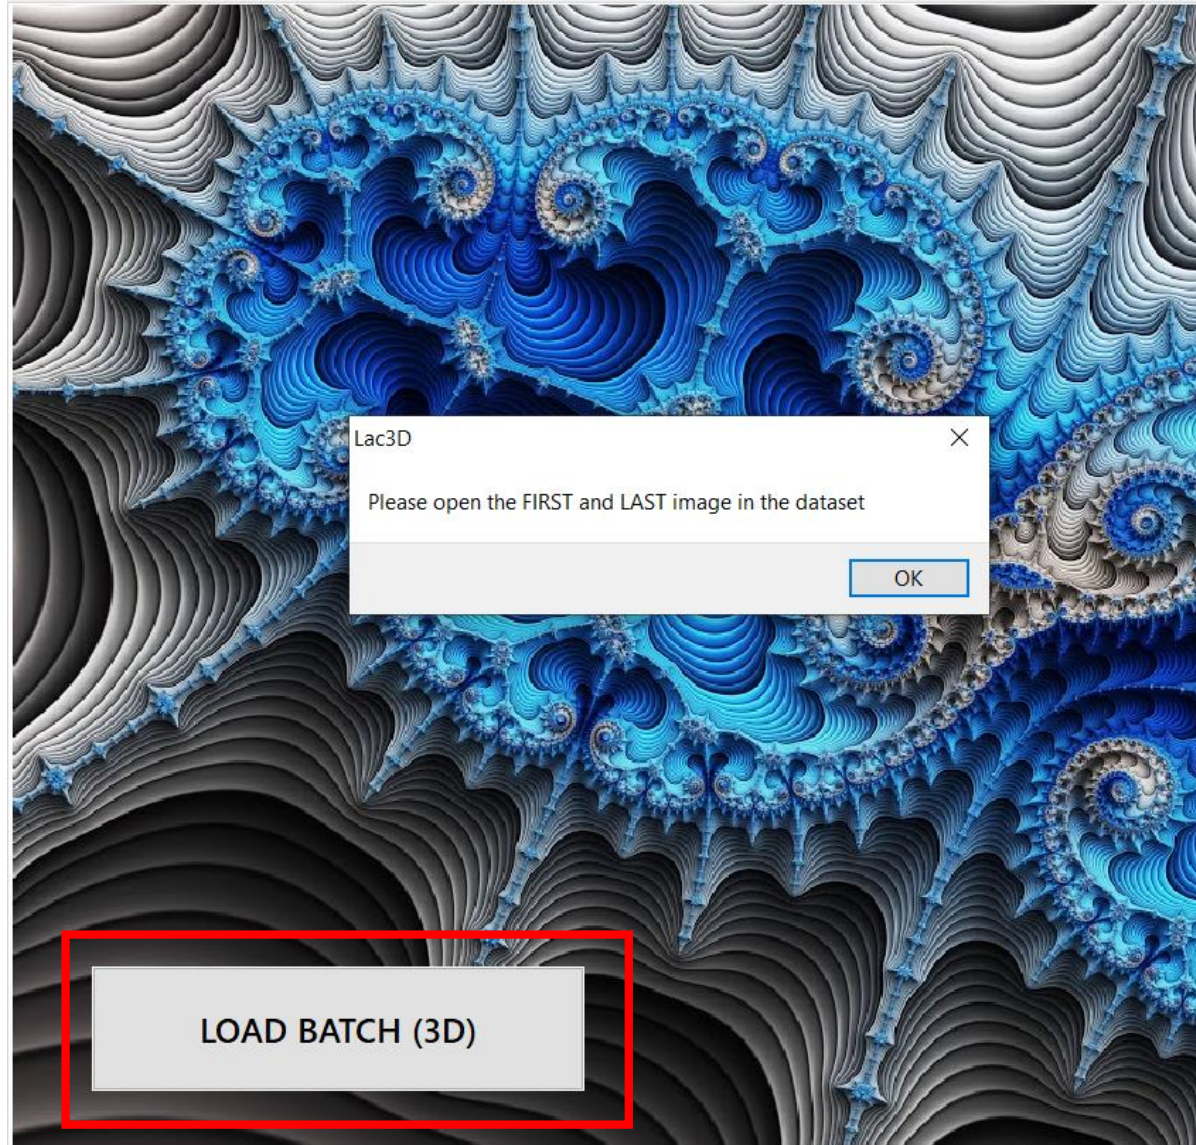 Lac3D
Please open the FIRST and LAST image in the dataset
OK
LOAD BATCH (3D)